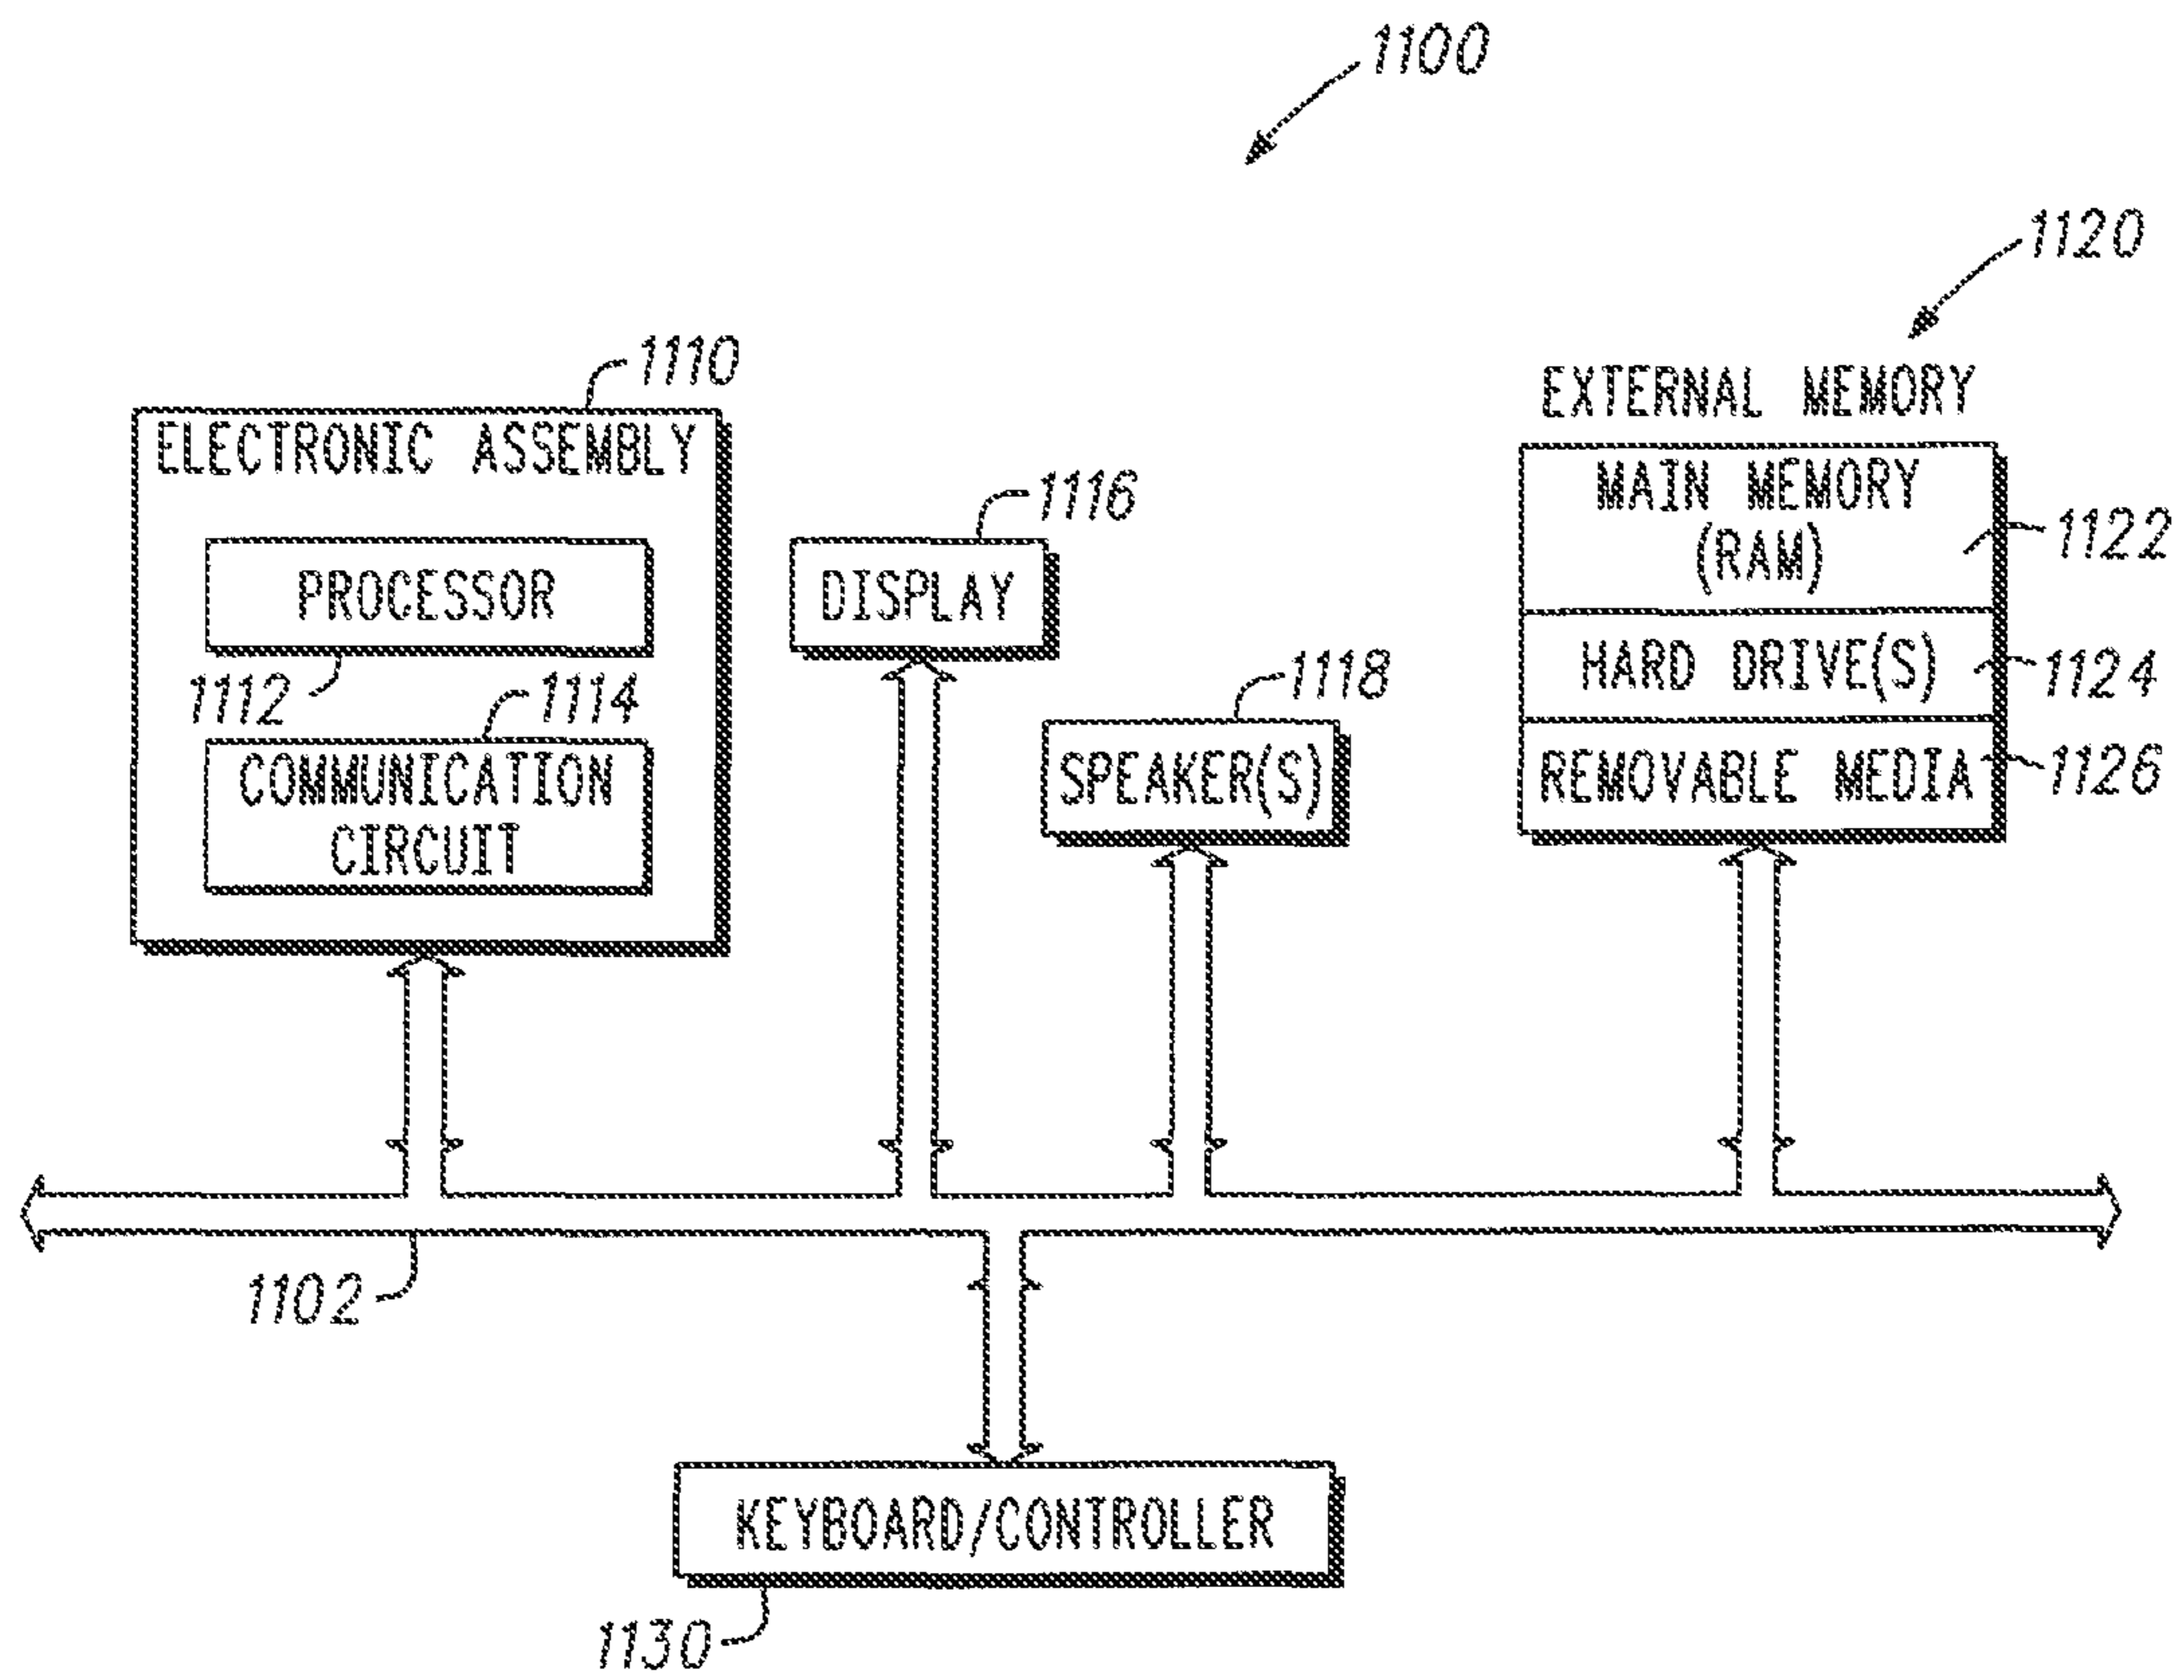 1100
1120
1110
ELECTRONIC ASSEMBLY
PROCESSOR
1112
1114
COMMUNICATION
CIRCUIT
1116
DISPLAY
1118
SPEAKER(S)
EXTERNAL MEMORY
MAIN MEMORY
(RAM)
1122
HARD DRIVE(S)
1124
REMOVABLE MEDIA
1126
1102
KEYBOARD/CONTROLLER
1130